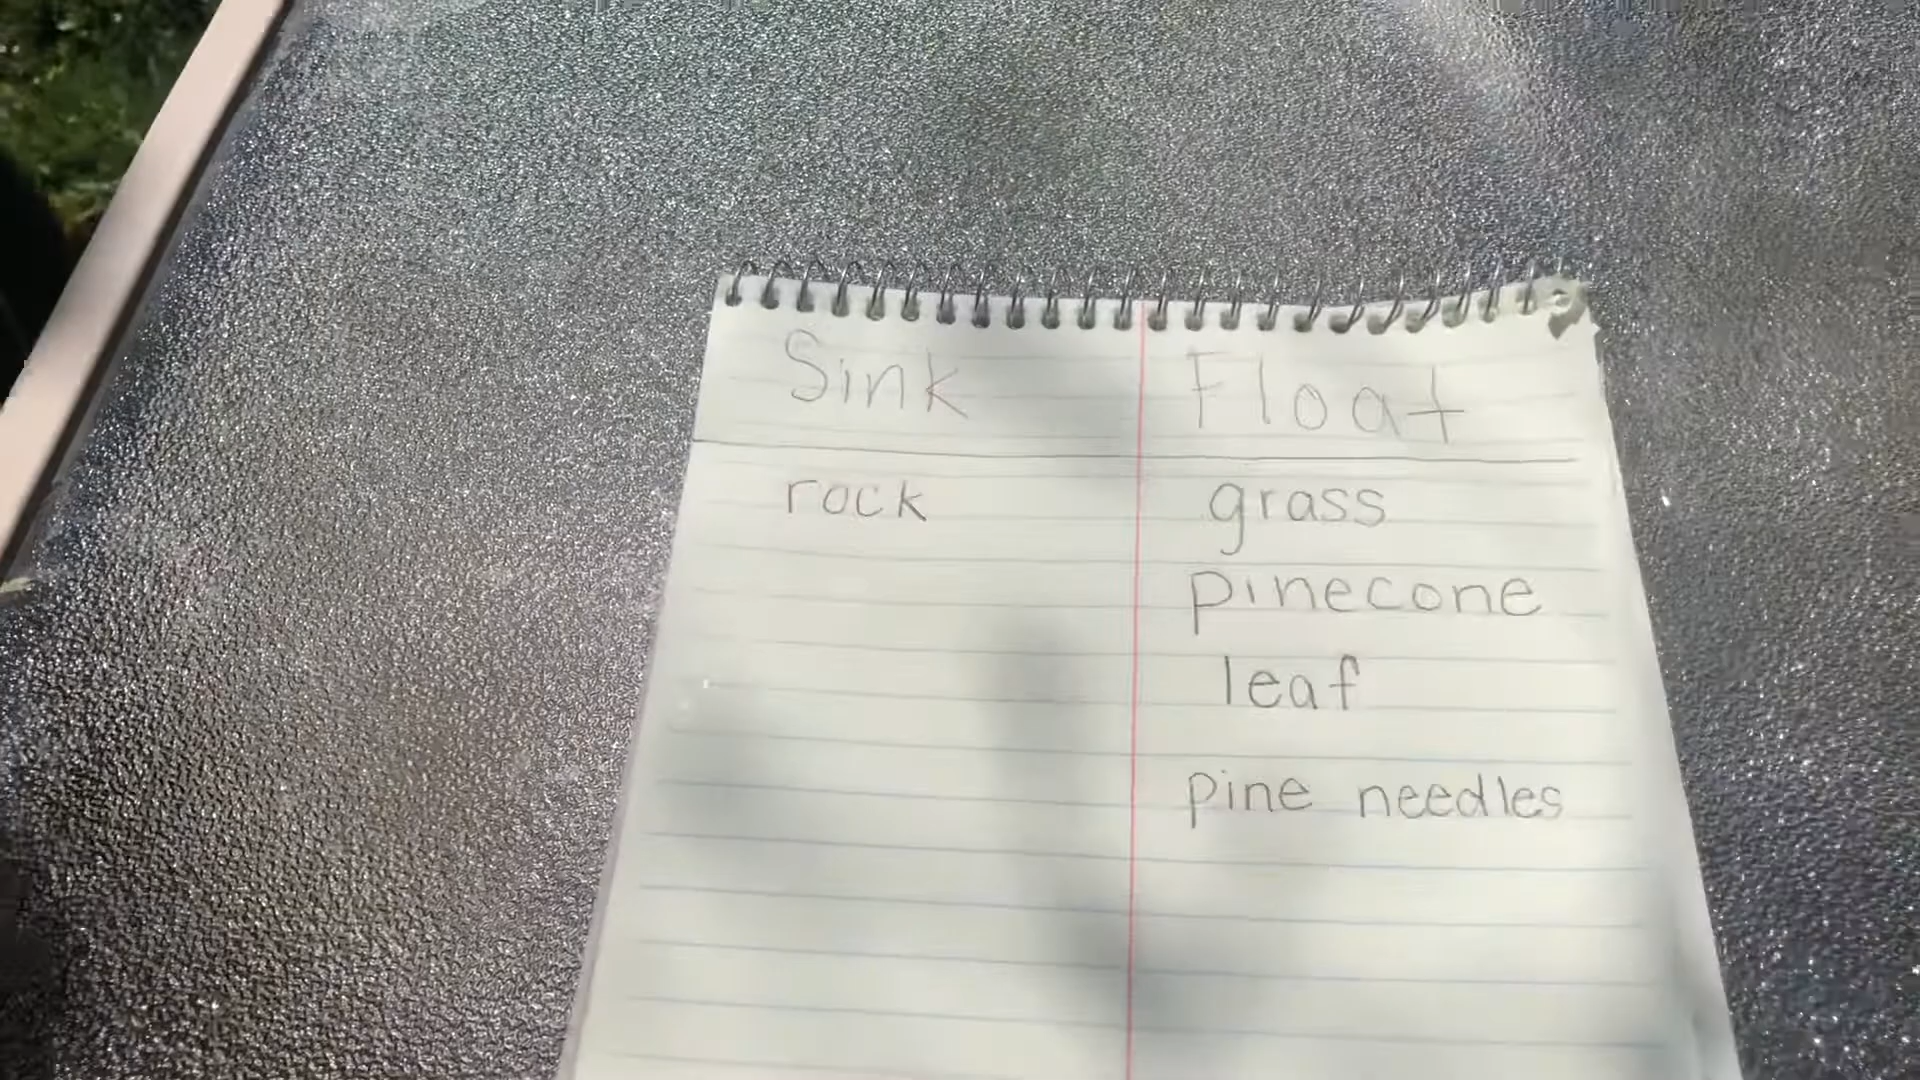 Sink Float
rock grass
pinecone
leaf
pine needles